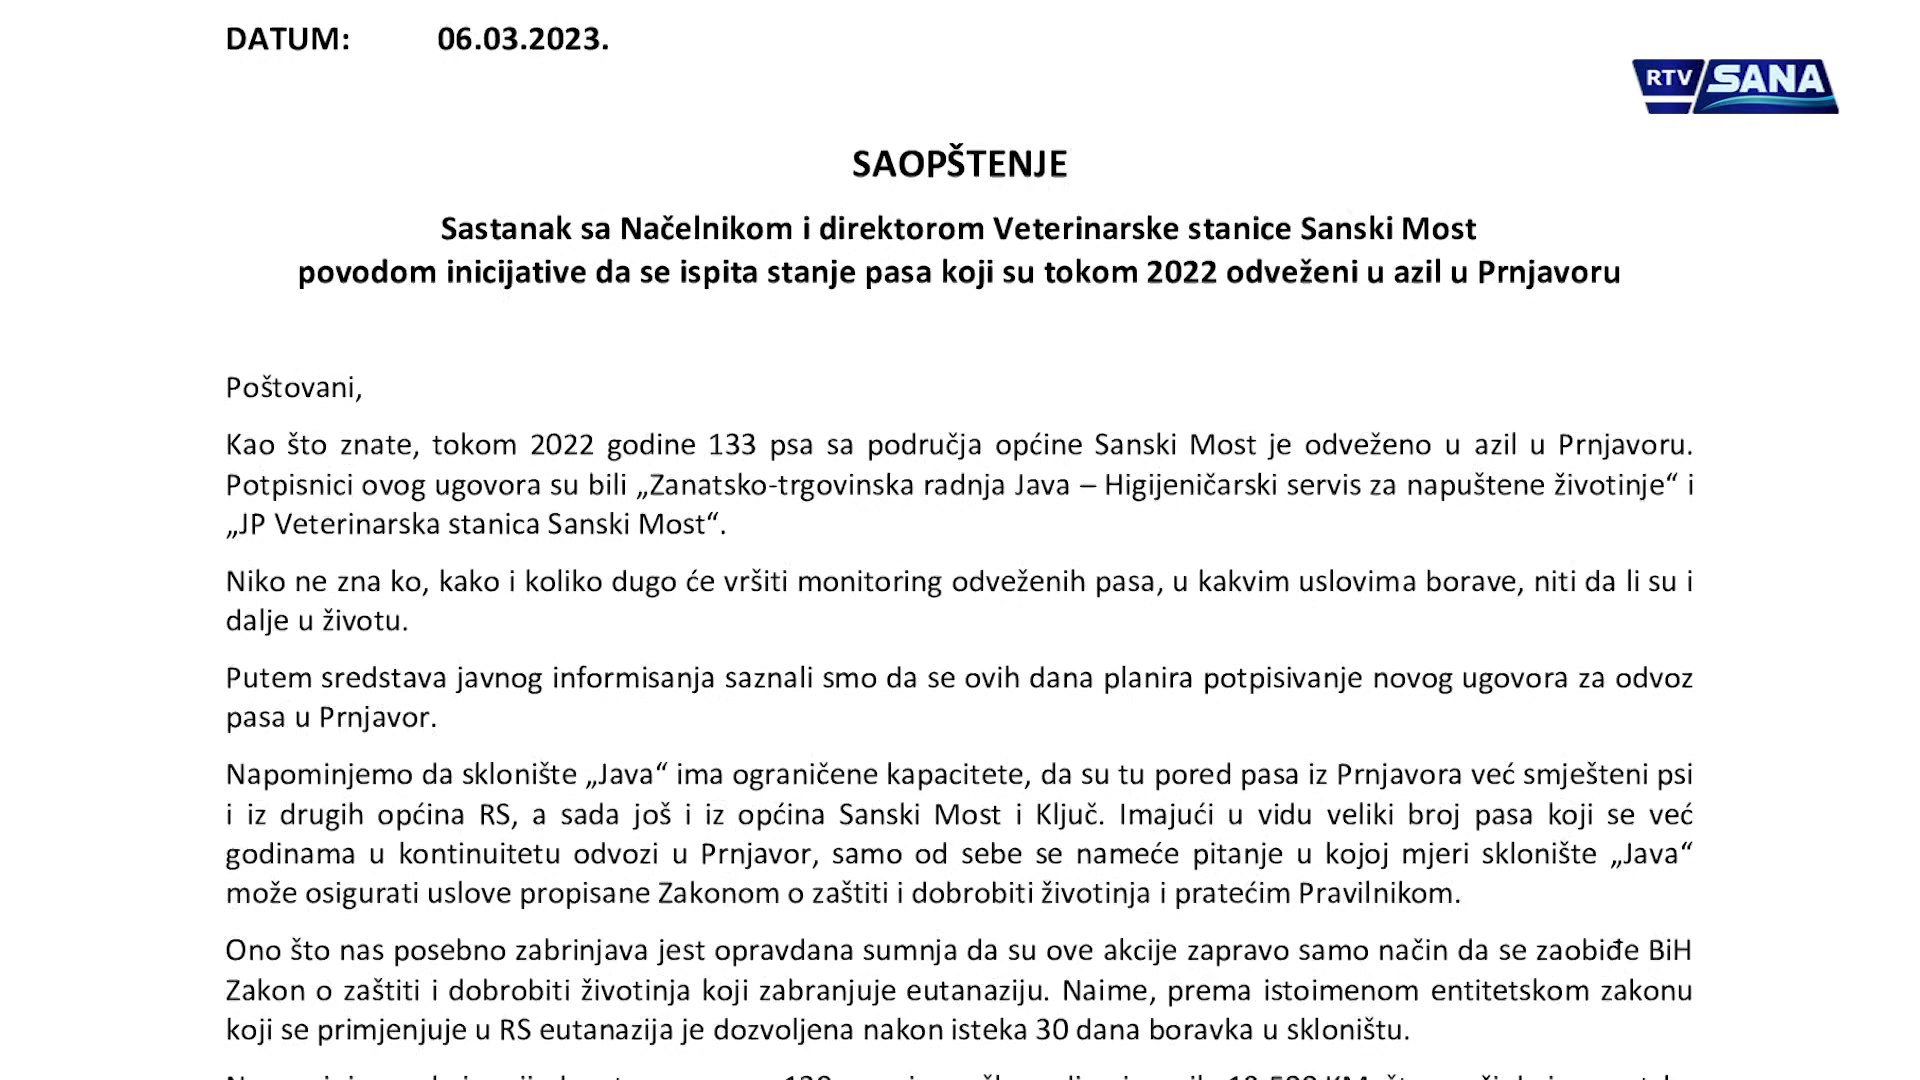 DATUM: 06.03.2023.
RTV SANA
SAOPŠTENJE
Sastanak sa Načelnikom i direktorom Veterinarske stanice Sanski Most
povodom inicijative da se ispita stanje pasa koji su tokom 2022 odveženi u azil u Prnjavoru
Poštovani,
Kao što znate, tokom 2022 godine 133 psa sa područja općine Sanski Most je odveženo u azil u Prnjavoru.
Potpisnici ovog ugovora su bili „Zanatsko-trgovinska radnja Java – Higijeničarski servis za napuštene životinje“ i
„JP Veterinarska stanica Sanski Most“.
Niko ne zna ko, kako i koliko dugo će vršiti monitoring odveženih pasa, u kakvim uslovima borave, niti da li su i
dalje u životu.
Putem sredstava javnog informisanja saznali smo da se ovih dana planira potpisivanje novog ugovora za odvoz
pasa u Prnjavor.
Napominjemo da sklonište „Java“ ima ograničene kapacitete, da su tu pored pasa iz Prnjavora već smješteni psi
i iz drugih općina RS, a sada još i iz općina Sanski Most i Ključ. Imajući u vidu veliki broj pasa koji se već
godinama u kontinuitetu odvozi u Prnjavor, samo od sebe se nameće pitanje u kojoj mjeri sklonište „Java“
može osigurati uslove propisane Zakonom o zaštiti i dobrobiti životinja i pratećim Pravilnikom.
Ono što nas posebno zabrinjava jest opravdana sumnja da su ove akcije zapravo samo način da se zaobiđe BiH
Zakon o zaštiti i dobrobiti životinja koji zabranjuje eutanaziju. Naime, prema istoimenom entitetskom zakonu
koji se primjenjuje u RS eutanazija je dozvoljena nakon isteka 30 dana boravka u skloništu.